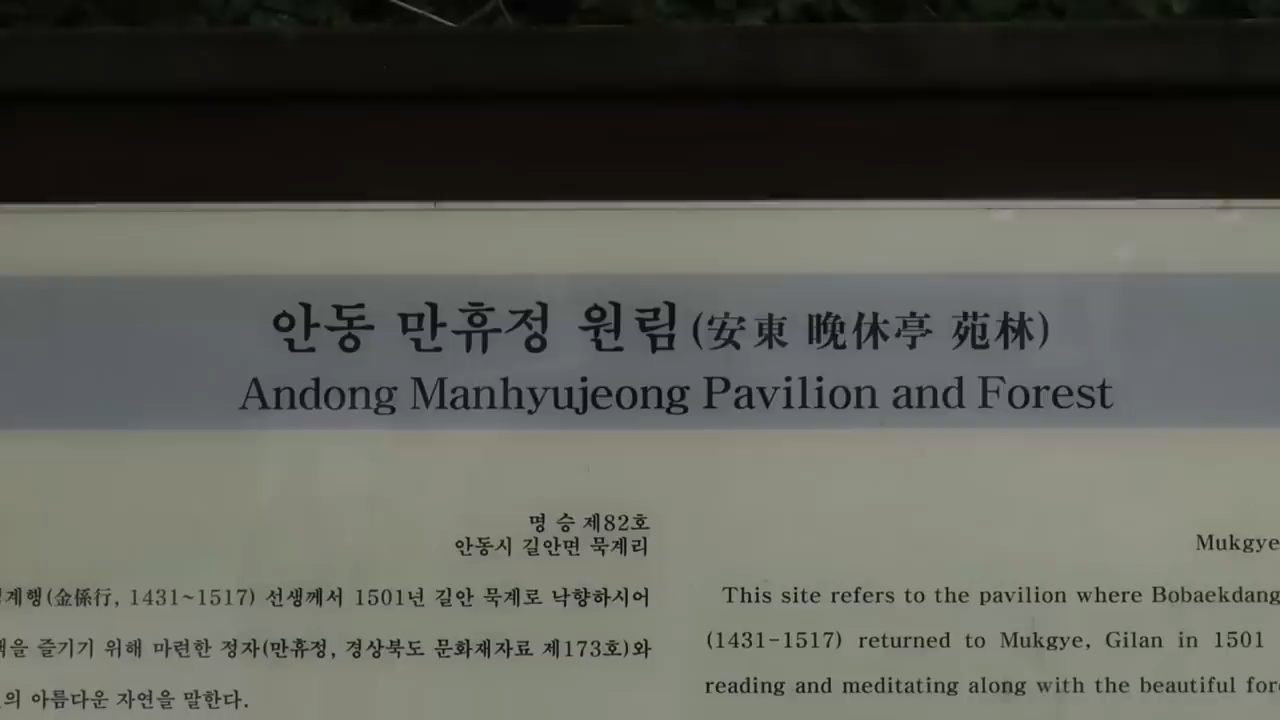 안동 만휴정 원림(安東 晩休亭 苑林)
Andong Manhyujeong Pavilion and Forest
명 승 제82호
안동시 길안면 묵계리
계행(金係行, 1431~1517) 선생께서 1501년 길안 묵계로 낙향하시어
을 즐기기 위해 마련한 정자(만휴정, 경상북도 문화재자료 제173호)와
의 아름다운 자연을 말한다.
Mukgye
This site refers to the pavilion where Bobaekdang
(1431-1517) returned to Mukgye, Gilan in 1501
reading and meditating along with the beautiful